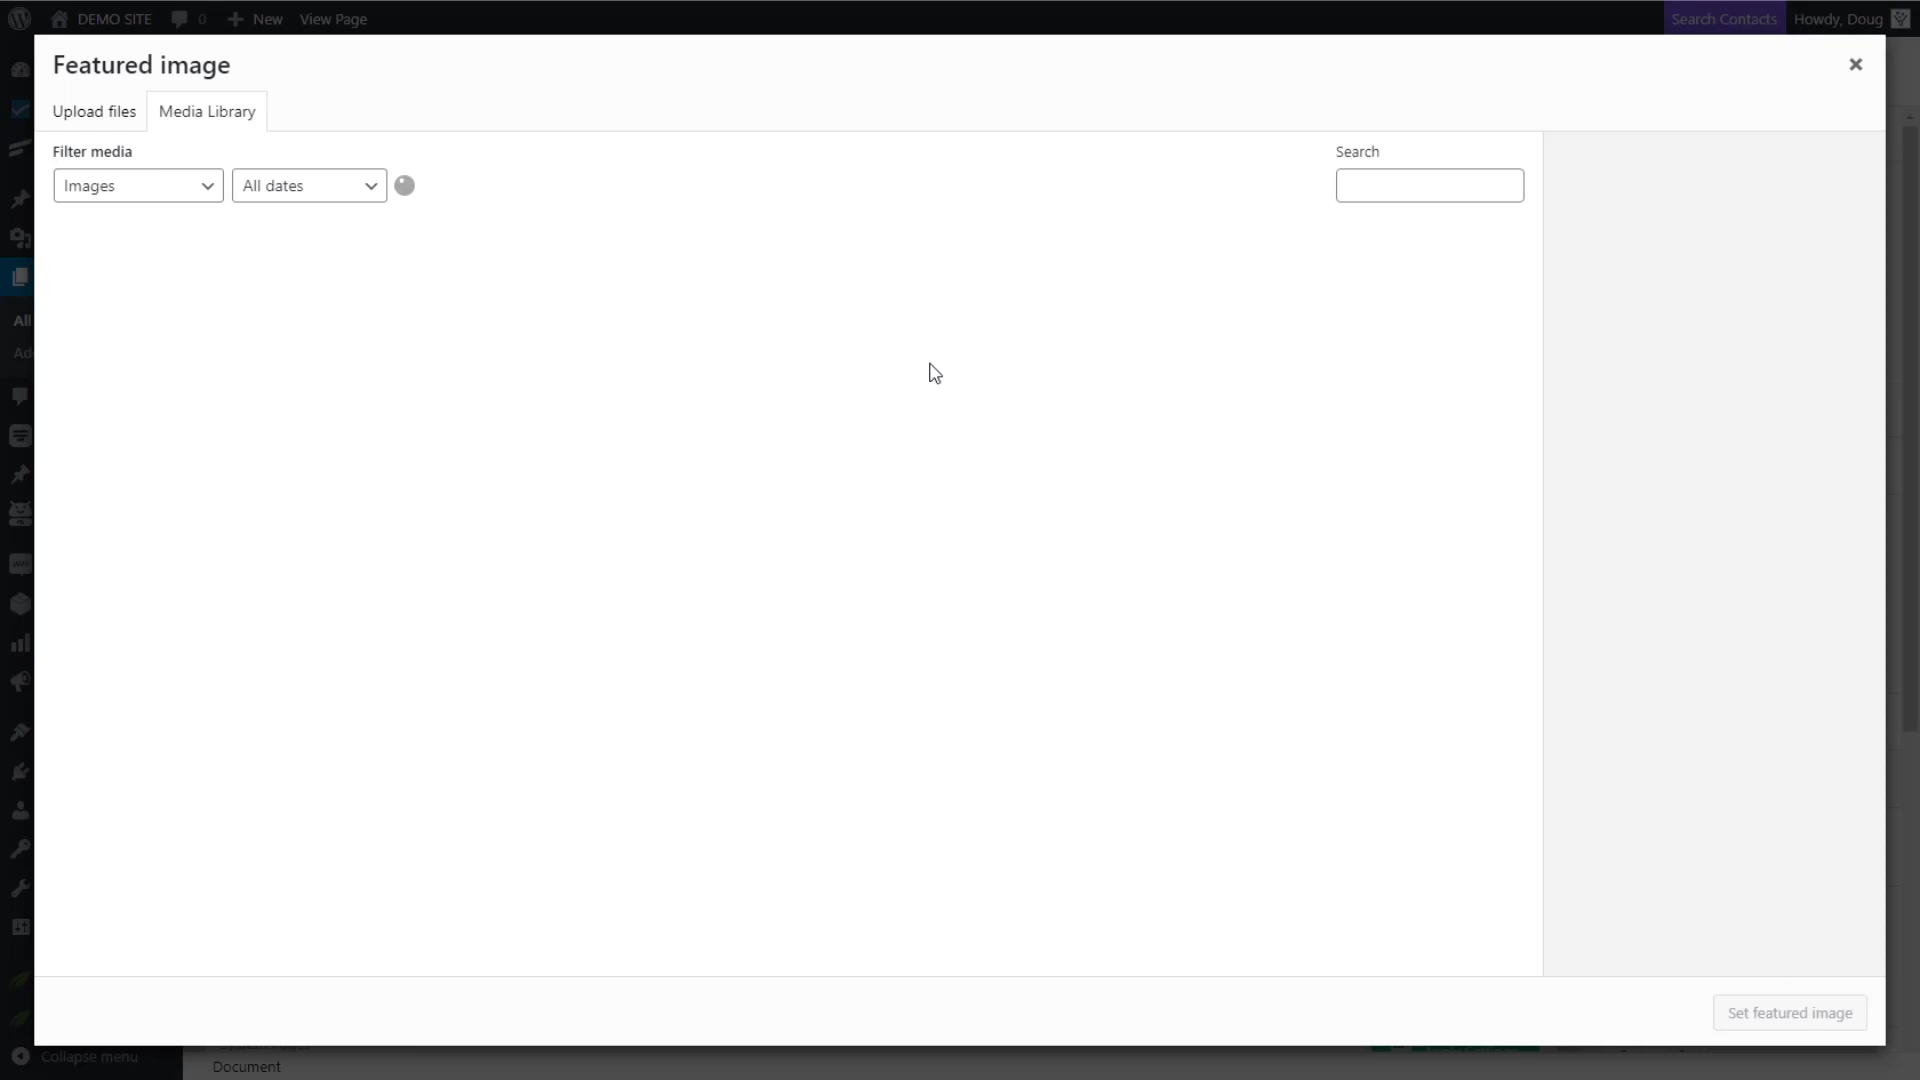 DEMO SITE 0 New View Page Search Contacts Howdy, Doug
Featured image
Upload files Media Library
Filter media Search
Images All dates
All
Ad
Set featured image
Collapse menu
Document